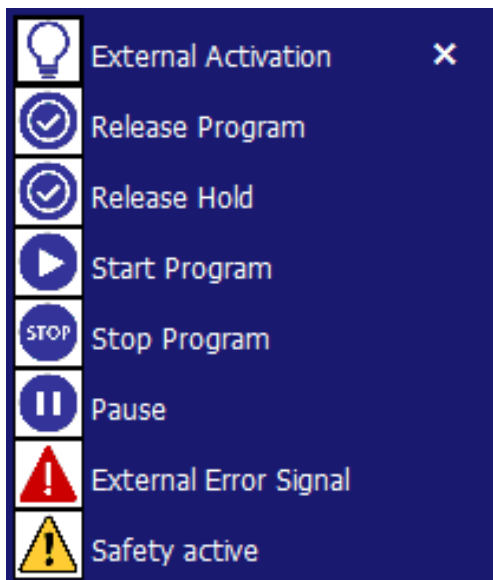 External Activation ×
Release Program
Release Hold
Start Program
STOP Stop Program
Pause
External Error Signal
Safety active